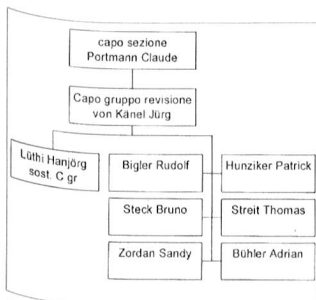 capo sezione
Portmann Claude
Capo gruppo revisione
von Känel Jürg
Lüthi Hanjörg
sost. C gr
Bigler Rudolf
Hunziker Patrick
Steck Bruno
Streit Thomas
Zordan Sandy
Bühler Adrian